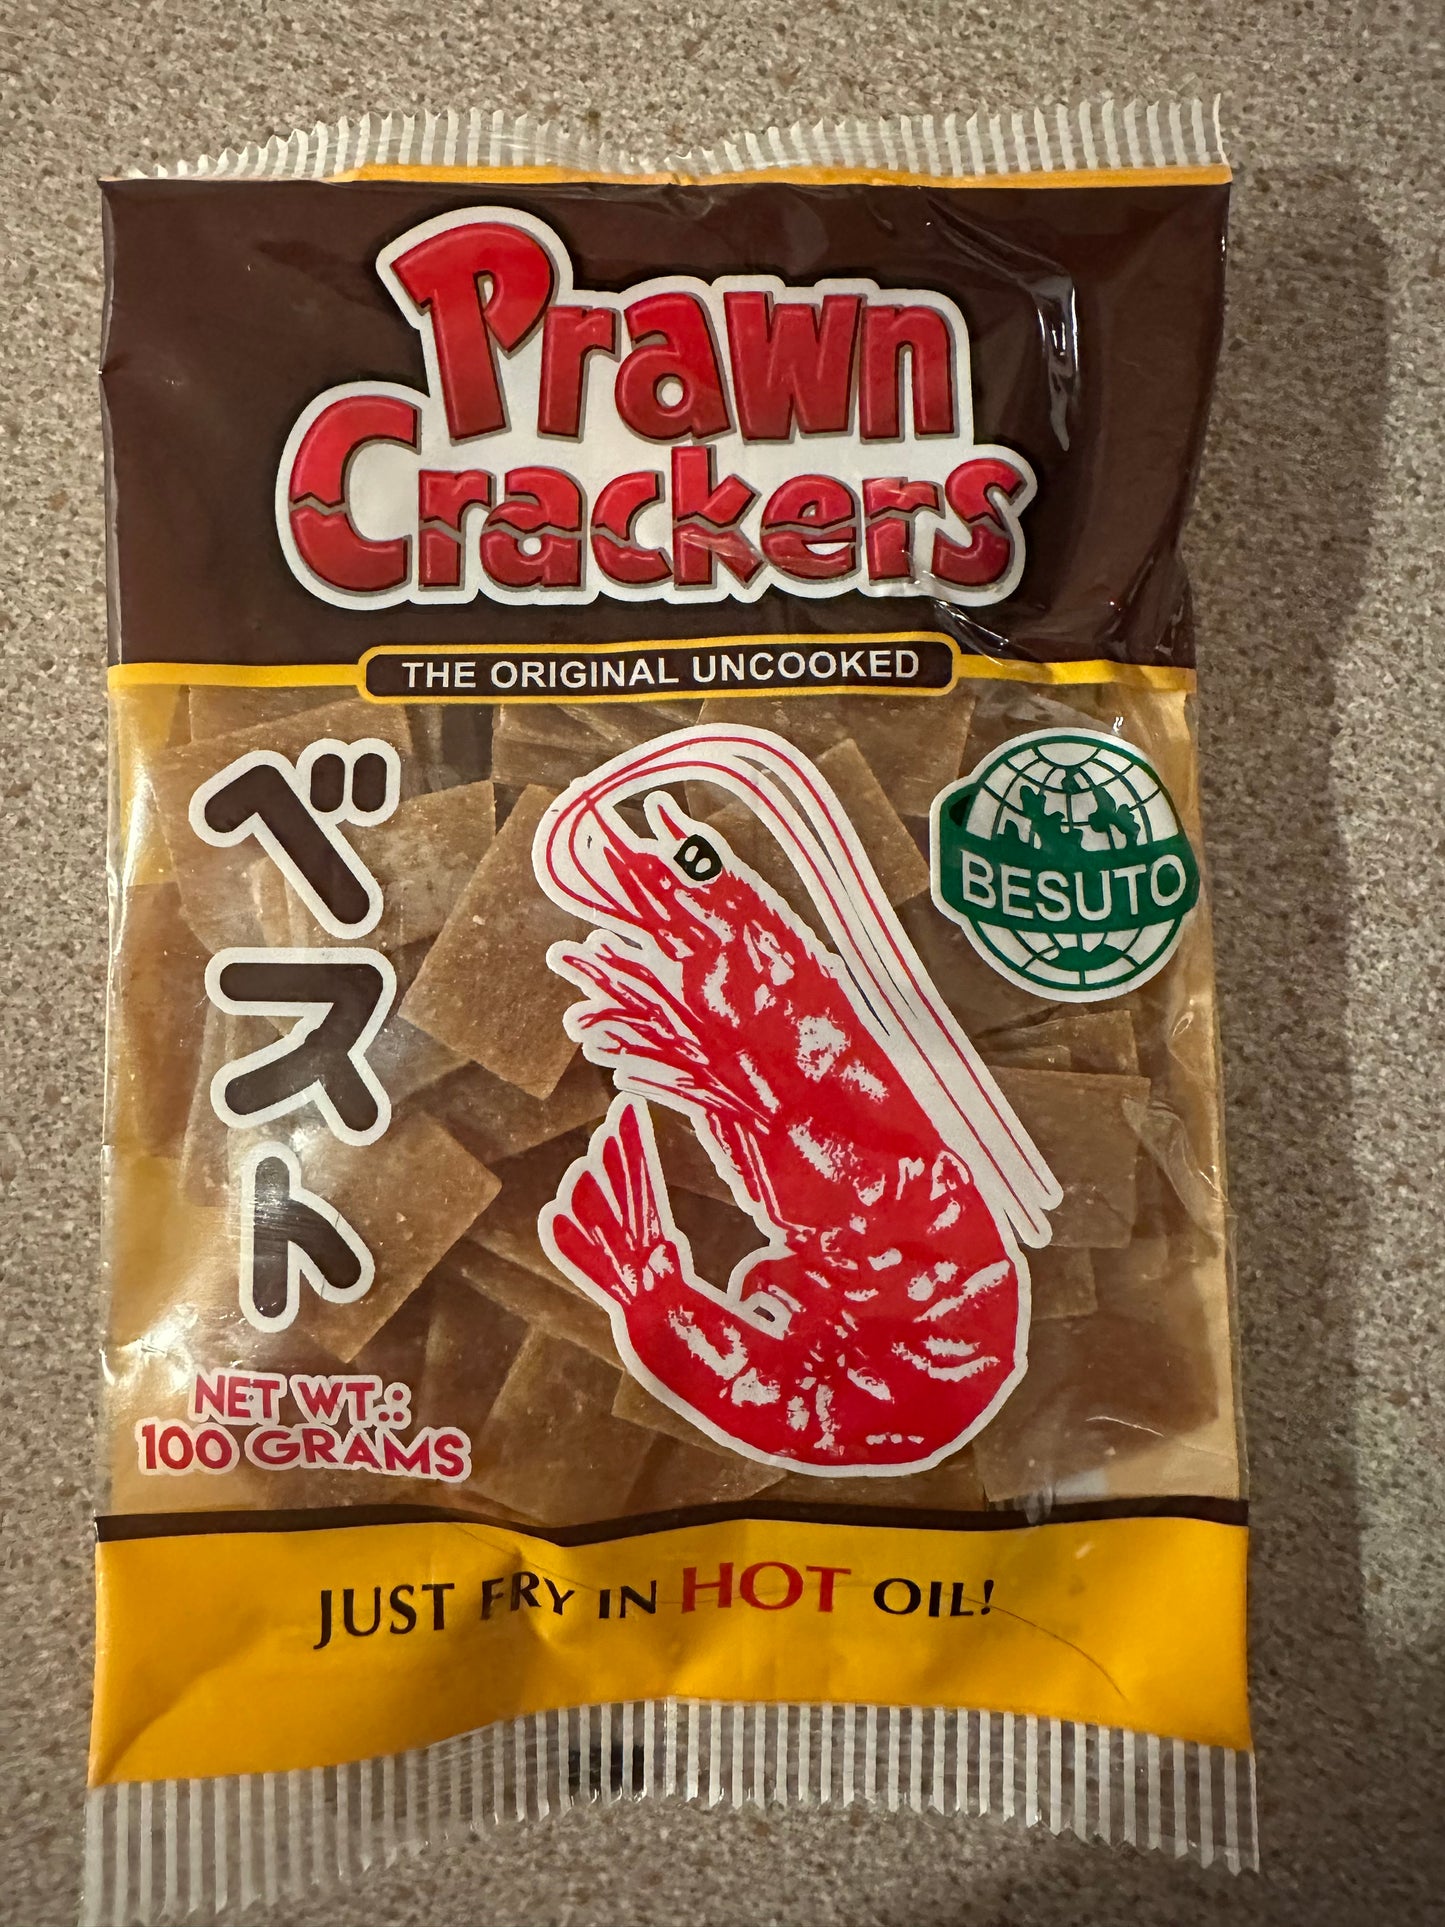 Prawn
Crackers
THE ORIGINAL UNCOOKED
ベスト
BESUTO
NET WT.:
100 GRAMS
JUST FRY IN HOT OIL!